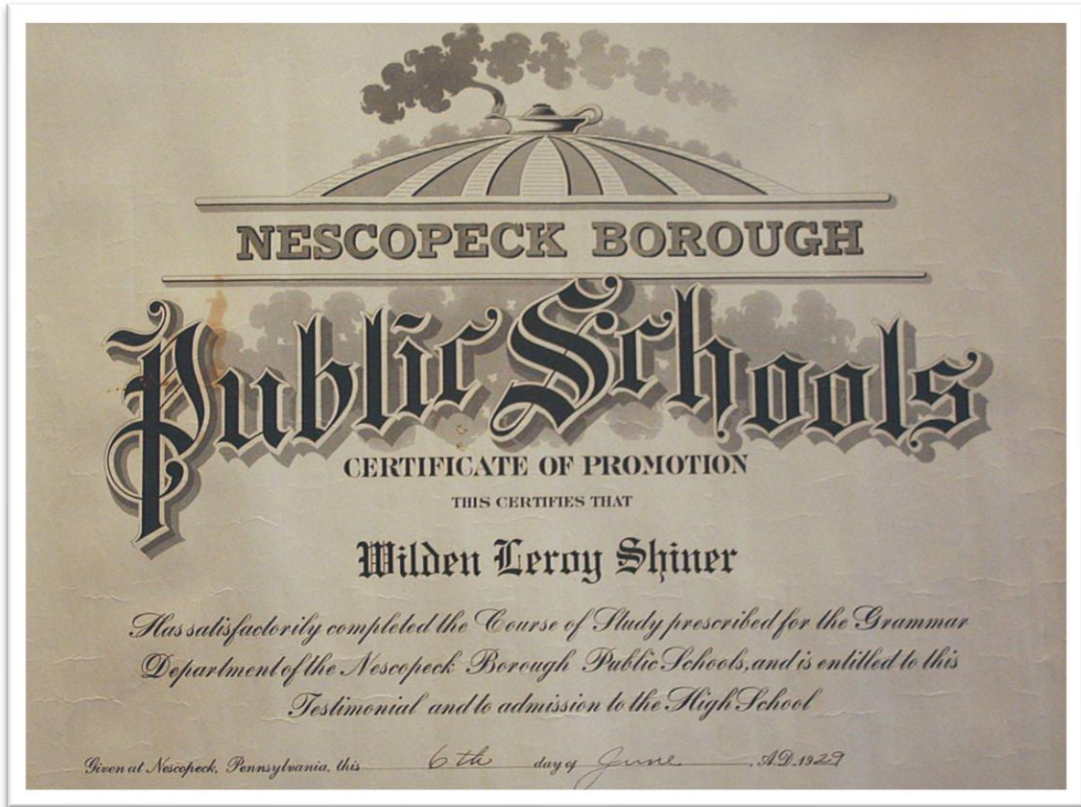 NESCOPECK BOROUGH
Public Schools
CERTIFICATE OF PROMOTION
THIS CERTIFIES THAT
Wilden Leroy Shiner
Has satisfactorily completed the Course of Study prescribed for the Grammar
Department of the Nescopeck Borough Public Schools, and is entitled to this
Testimonial and to admission to the High School
Given at Nescopeck, Pennsylvania, this 6th day of June A.D. 1929